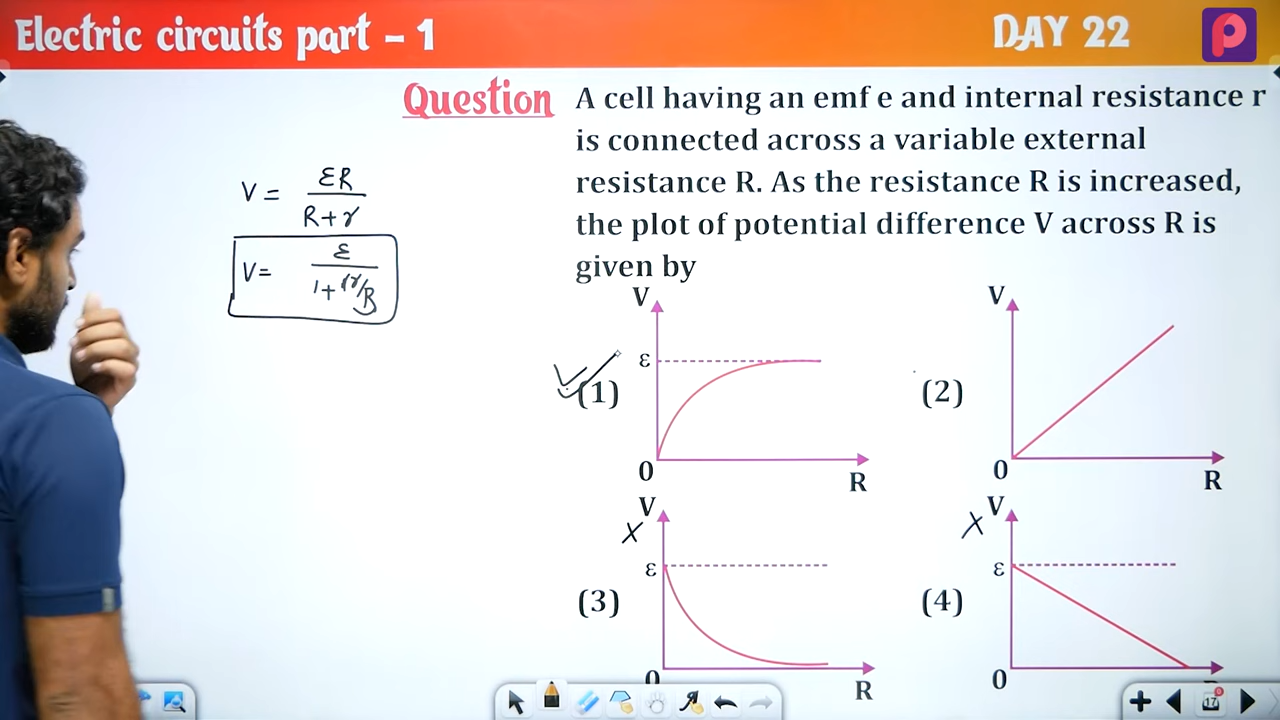 Electric circuits part – 1
DAY 22
Question A cell having an emf e and internal resistance r
is connected across a variable external
resistance R. As the resistance R is increased,
the plot of potential difference V across R is
given by
V = εR / R+r
V = ε / 1 + (r/R)
(1)
V
ε
0
R
(2)
V
0
R
(3)
V
ε
0
R
(4)
V
ε
0
17